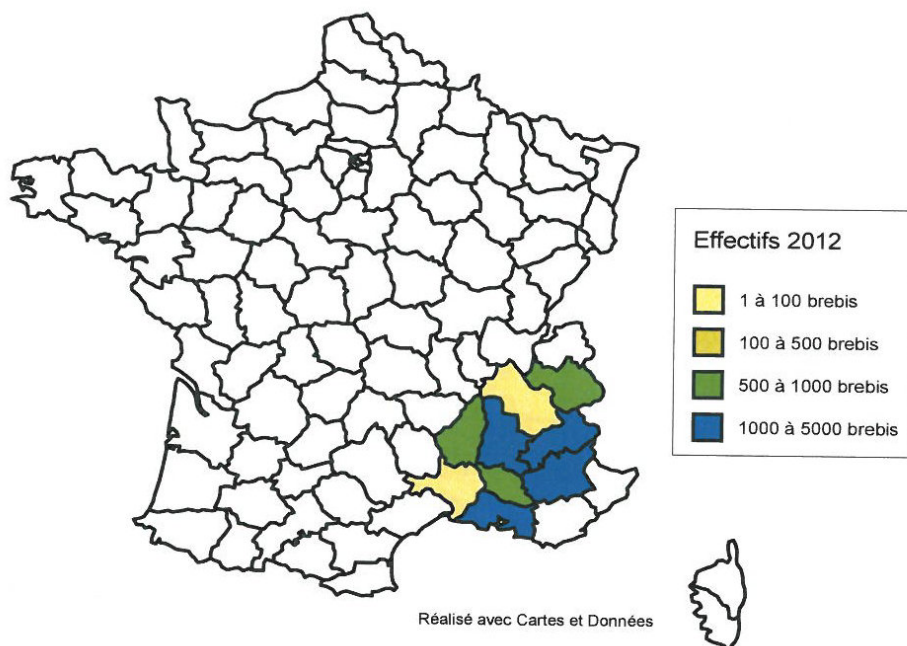 Effectifs 2012
1 à 100 brebis
100 à 500 brebis
500 à 1000 brebis
1000 à 5000 brebis
Réalisé avec Cartes et Données